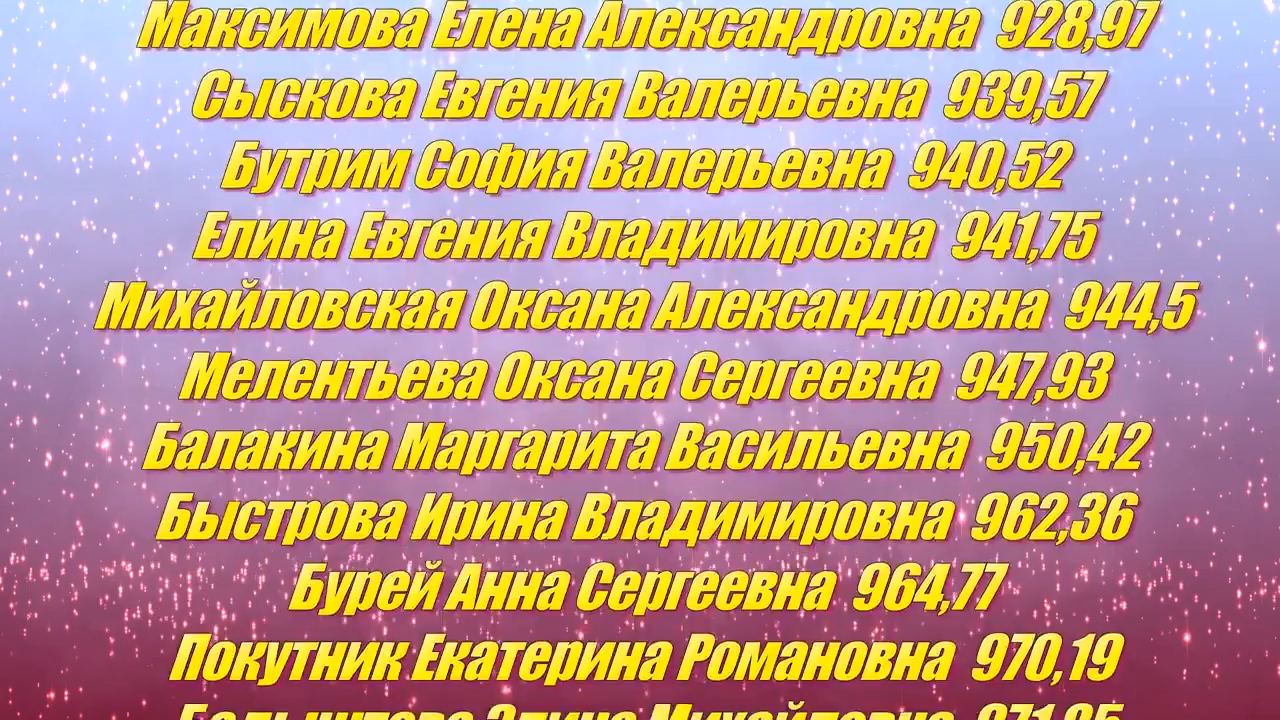 Максимова Елена Александровна 928,97
Сыскова Евгения Валерьевна 939,57
Бутрим София Валерьевна 940,52
Елина Евгения Владимировна 941,75
Михайловская Оксана Александровна 944,5
Мелентьева Оксана Сергеевна 947,93
Балакина Маргарита Васильевна 950,42
Быстрова Ирина Владимировна 962,36
Бурей Анна Сергеевна 964,77
Покутник Екатерина Романовна 970,19
Элина Михайловна